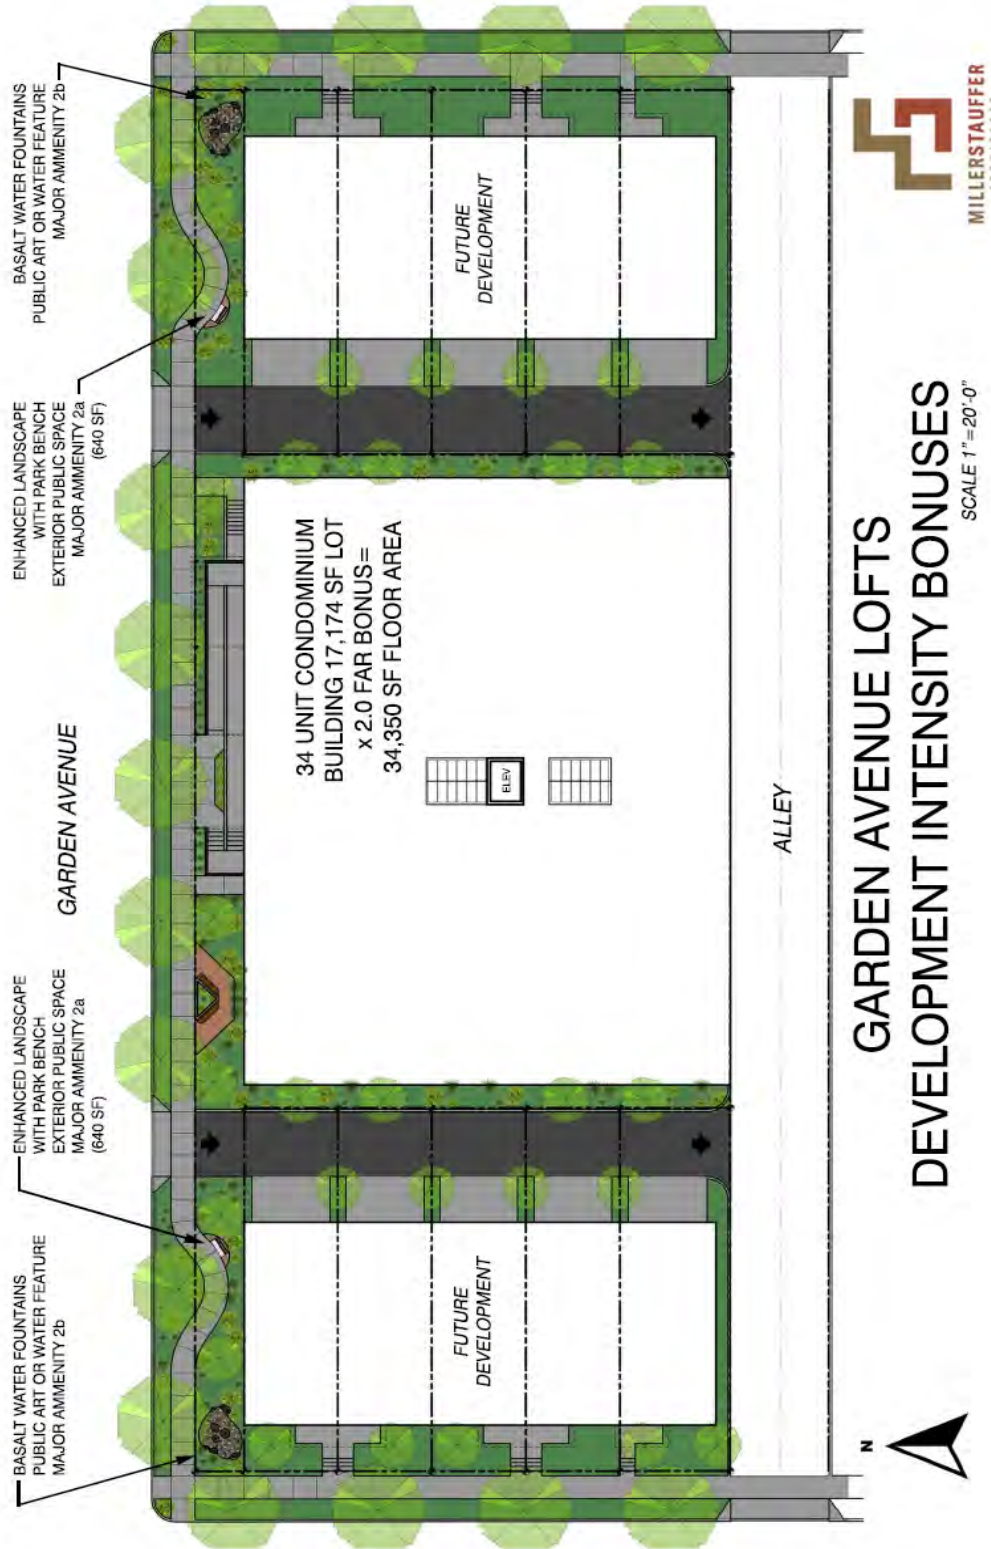 BASALT WATER FOUNTAINS
PUBLIC ART OR WATER FEATURE
MAJOR AMMENITY 2b
ENHANCED LANDSCAPE
WITH PARK BENCH
EXTERIOR PUBLIC SPACE
MAJOR AMMENITY 2a
(640 SF)
GARDEN AVENUE
ENHANCED LANDSCAPE
WITH PARK BENCH
EXTERIOR PUBLIC SPACE
MAJOR AMMENITY 2a
(640 SF)
BASALT WATER FOUNTAINS
PUBLIC ART OR WATER FEATURE
MAJOR AMMENITY 2b
FUTURE
DEVELOPMENT
34 UNIT CONDOMINIUM
BUILDING 17,174 SF LOT
x 2.0 FAR BONUS=
34,350 SF FLOOR AREA
ELEV
FUTURE
DEVELOPMENT
ALLEY
N
GARDEN AVENUE LOFTS
DEVELOPMENT INTENSITY BONUSES
SCALE 1"=20'-0"
MILLERSTAUFFER